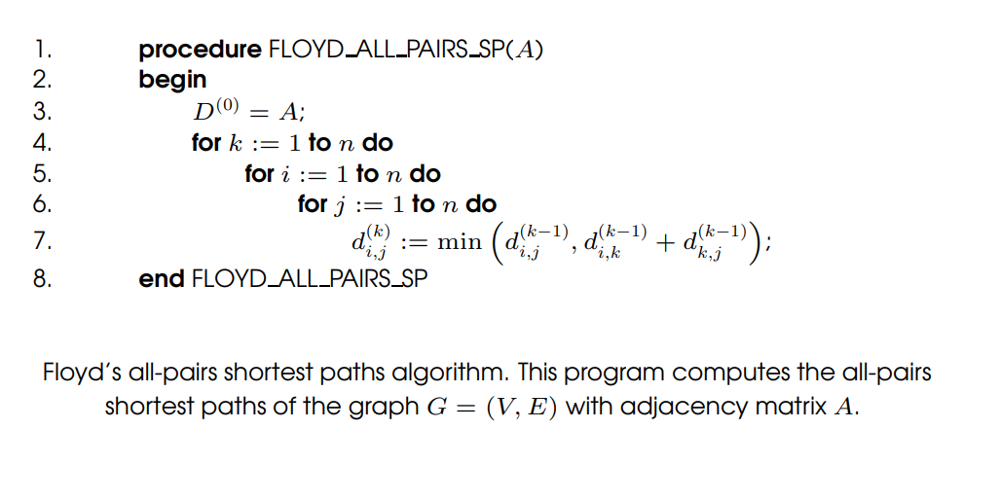 1. procedure FLOYD_ALL_PAIRS_SP(A)
2. begin
3. D^{(0)} = A;
4. for k := 1 to n do
5. for i := 1 to n do
6. for j := 1 to n do
7. d_{i,j}^{(k)} := min (d_{i,j}^{(k−1)}, d_{i,k}^{(k−1)} + d_{k,j}^{(k−1)});
8. end FLOYD_ALL_PAIRS_SP
Floyd's all-pairs shortest paths algorithm. This program computes the all-pairs
shortest paths of the graph G = (V, E) with adjacency matrix A.